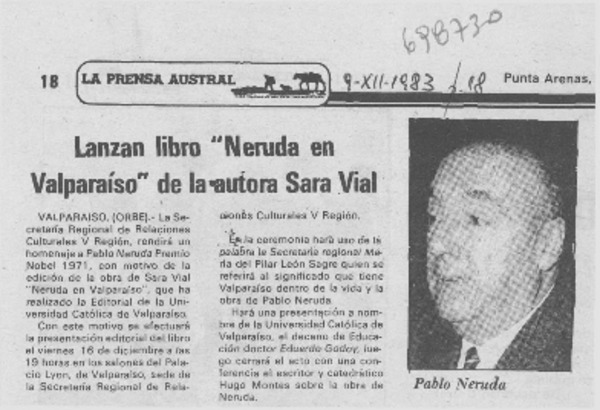 698730
18
LA PRENSA AUSTRAL
9-XII-1983 p.18
Punta Arenas,
Lanzan libro "Neruda en
Valparaíso" de la autora Sara Vial
VALPARAISO, (ORBE).- La Se-
cretaría Regional de Relaciones
Culturales V Región, rendirá un
homenaje a Pablo Neruda Premio
Nobel 1971, con motivo de la
edición de la obra de Sara Vial
"Neruda en Valparaíso", que ha
realizado la Editorial de la Uni-
versidad Católica de Valparaíso.
Con este motivo se efectuará
la presentación editorial del libro
el viernes 16 de diciembre a las
19 horas en los salones del Pala-
cio Lyon, de Valparaíso, sede de
la Secretaría Regional de Rela-
ciones Culturales V Región.
En la ceremonia hará uso de la
palabra la Secretaria regional Ma-
ría del Pilar León Sagre quien se
referirá al significado que tiene
Valparaíso dentro de la vida y la
obra de Pablo Neruda.
Hará una presentación a nom-
bre de la Universidad Católica de
Valparaíso, el decano de Educa-
ción doctor Eduardo Godoy, lue-
go cerrará el acto con una con-
ferencia el escritor y catedrático
Hugo Montes sobre la obra de
Neruda.
Pablo Neruda